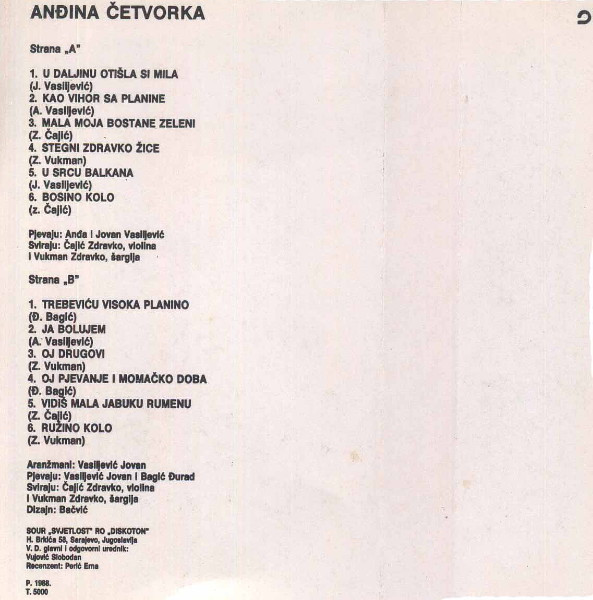 ANĐINA ČETVORKA
Strana „A"
1. U DALJINU OTIŠLA SI MILA
(J. Vasiljević)
2. KAO VIHOR SA PLANINE
(A. Vasiljević)
3. MALA MOJA BOSTANE ZELENI
(Z. Čajić)
4. STEGNI ZDRAVKO ŽICE
(Z. Vukman)
5. U SRCU BALKANA
(J. Vasiljević)
6. BOSINO KOLO
(z. Čajić)
Pjevaju: Anđa i Jovan Vasiljević
Sviraju: Čajić Zdravko, violina
i Vukman Zdravko, šargija
Strana „B"
1. TREBEVIĆU VISOKA PLANINO
(Đ. Bagić)
2. JA BOLUJEM
(A. Vasiljević)
3. OJ DRUGOVI
(Z. Vukman)
4. OJ PJEVANJE I MOMAČKO DOBA
(Đ. Bagić)
5. VIDIŠ MALA JABUKU RUMENU
(Z. Čajić)
6. RUŽINO KOLO
(Z. Vukman)
Aranžmani: Vasiljević Jovan
Pjevaju: Vasiljević Jovan i Bagić Đurađ
Sviraju: Čajić Zdravko, violina
i Vukman Zdravko, šargija
Dizajn: Bačvić
SOUR „SVJETLOST" RO „DISKOTON"
H. Brkića 58, Sarajevo, Jugoslavija
V. D. glavni i odgovorni urednik:
Vujović Slobodan
Recenzent: Perić Ema
P. 1988.
T. 5000